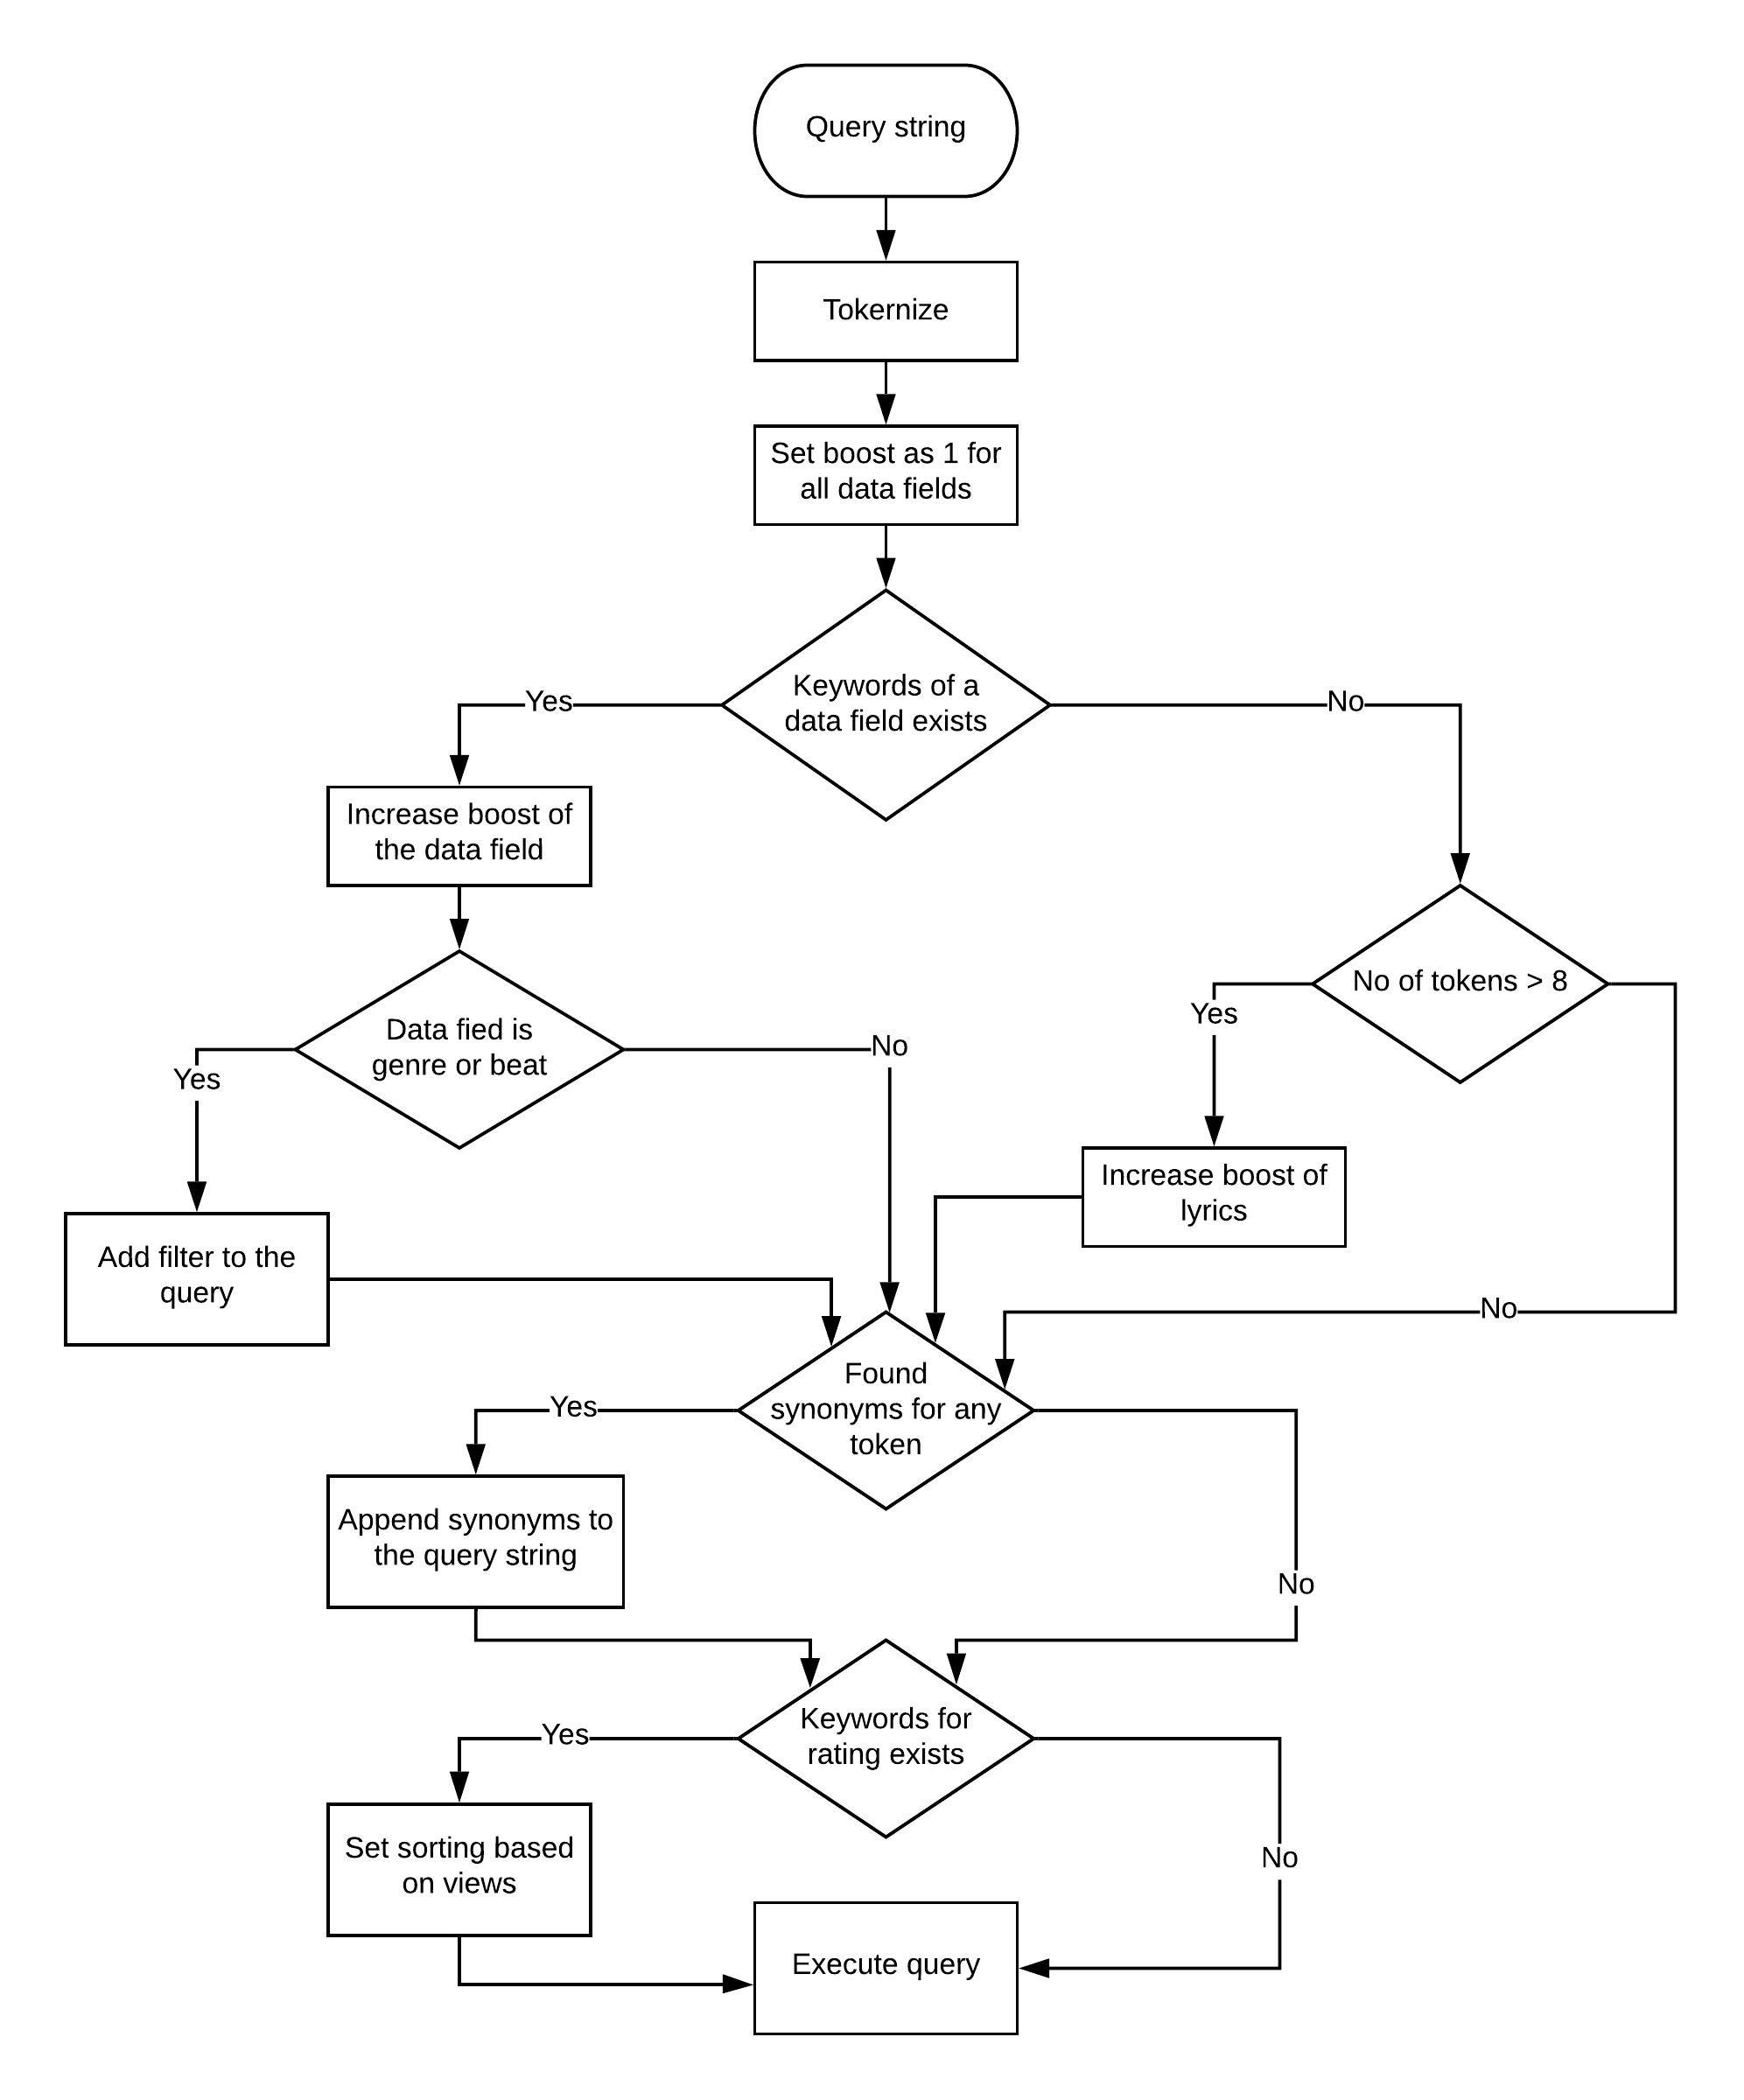 Query string
Tokernize
Set boost as 1 for
all data fields
Keywords of a
data field exists
Yes
No
Increase boost of
the data field
No of tokens > 8
Yes
Data fied is
genre or beat
No
Yes
Increase boost of
lyrics
Add filter to the
query
No
Found
synonyms for any
token
Yes
Append synonyms to
the query string
No
Keywords for
rating exists
Yes
Set sorting based
on views
No
Execute query